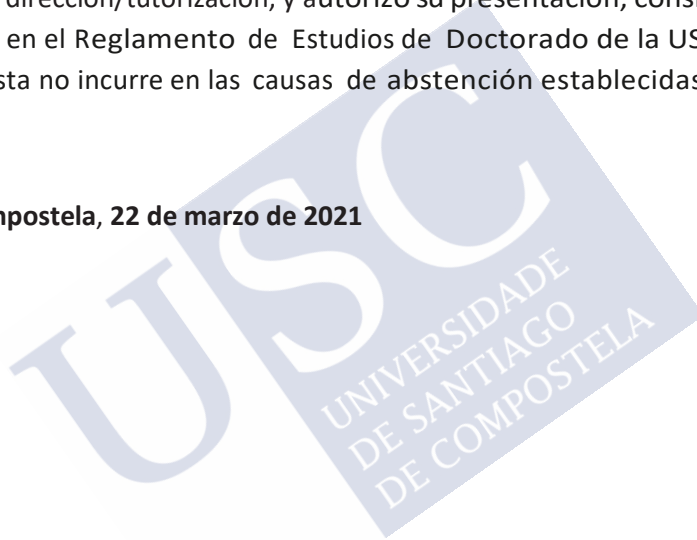 dirección/tutorización, y autorizo su presentación, consi
en el Reglamento de Estudios de Doctorado de la US
sta no incurre en las causas de abstención establecidas
mpostela, 22 de marzo de 2021
USC
UNIVERSIDADE
DE SANTIAGO
DE COMPOSTELA